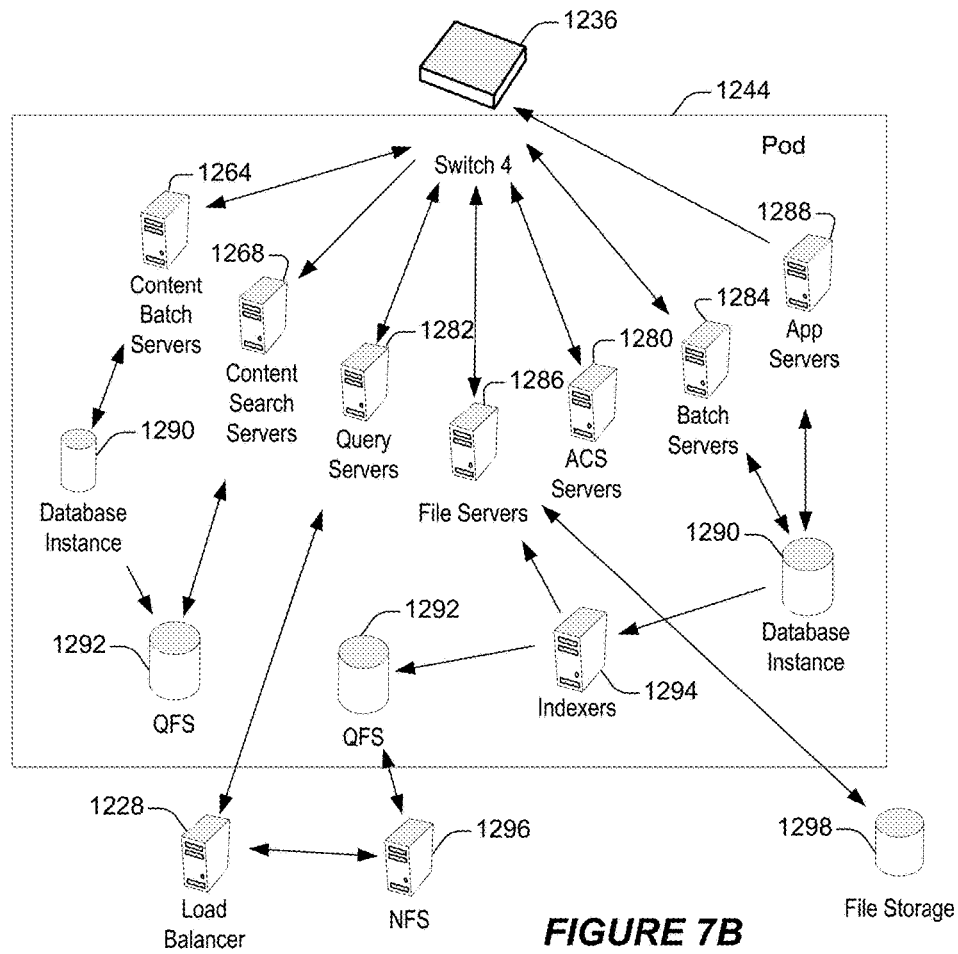 1236
1244
Pod
Switch 4
1264
Content
Batch
Servers
1268
Content
Search
Servers
1282
Query
Servers
1286
File Servers
1280
ACS
Servers
1284
Batch
Servers
1288
App
Servers
1290
Database
Instance
1290
Database
Instance
1292
QFS
1292
QFS
1294
Indexers
1228
Load
Balancer
1296
NFS
1298
File Storage
FIGURE 7B